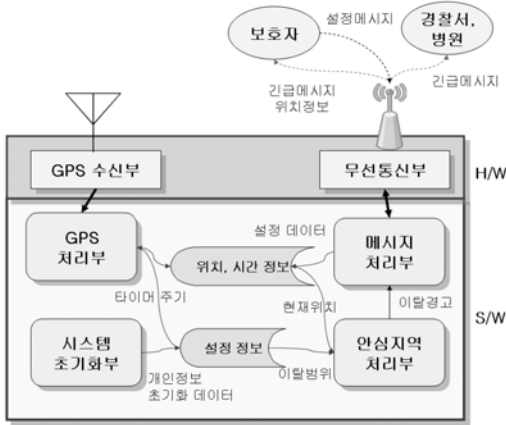 보호자
설정메시지
경찰서,
병원
긴급메시지
위치정보
긴급메시지
GPS 수신부
무선통신부
H/W
GPS
처리부
설정 데이터
메시지
처리부
위치, 시간 정보
타이머 주기
현재위치
이탈경고
S/W
시스템
초기화부
설정 정보
안심지역
처리부
개인정보
초기화 데이터
이탈범위